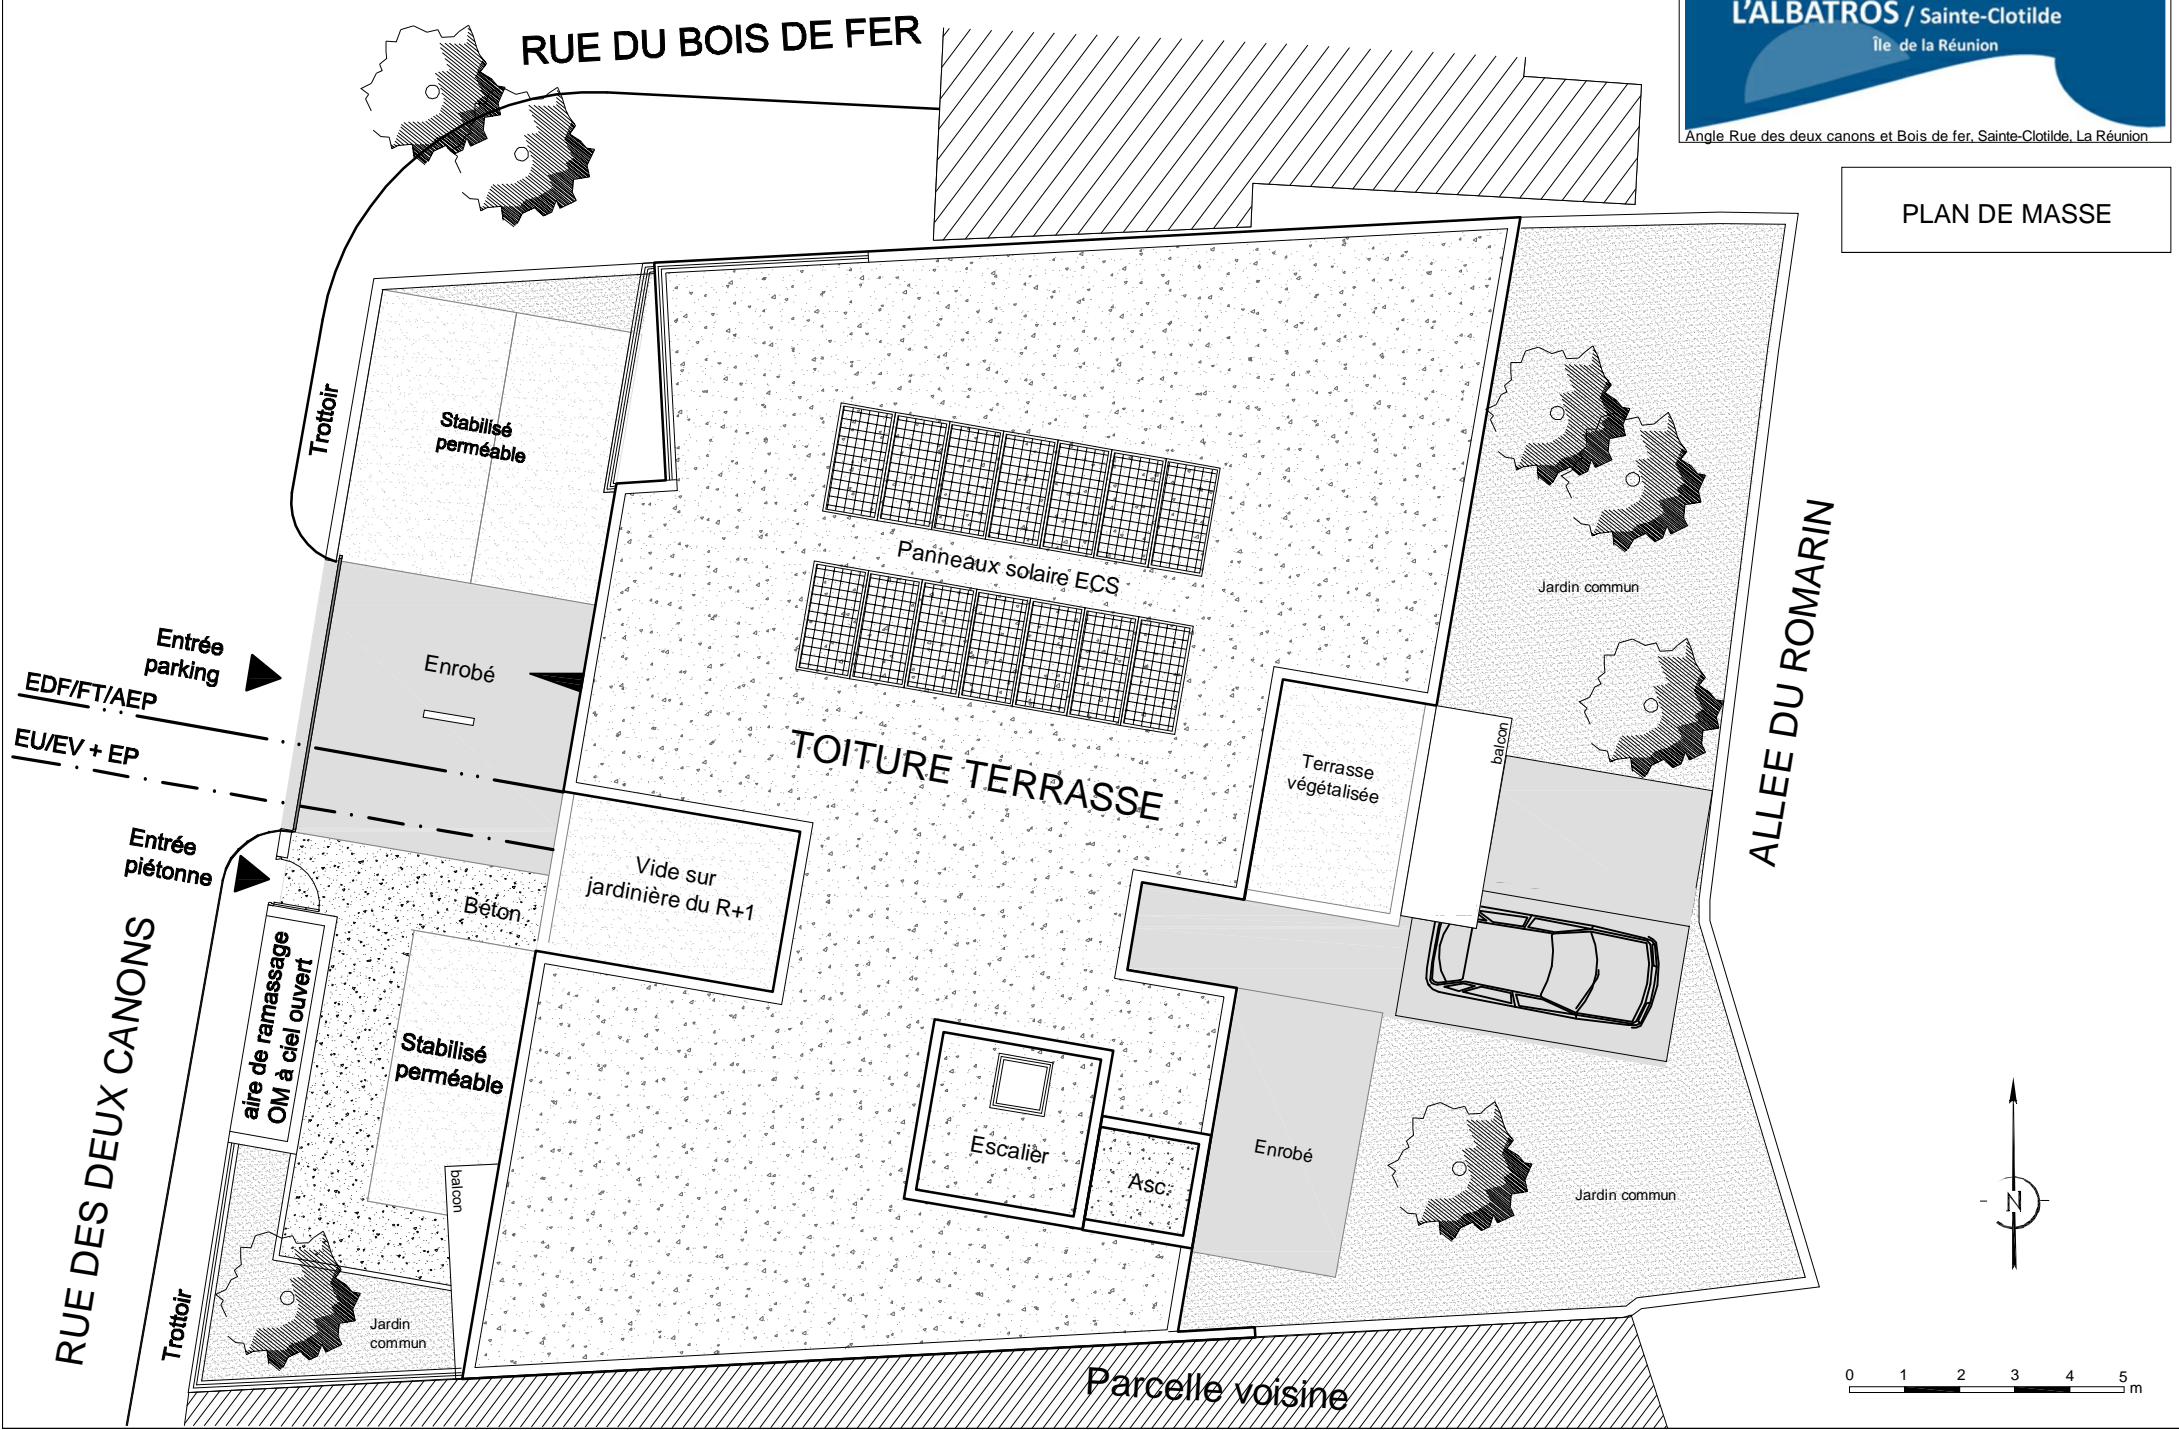 RUE DU BOIS DE FER
L'ALBATROS / Sainte-Clotilde
Île de la Réunion
Angle Rue des deux canons et Bois de fer, Sainte-Clotilde, La Réunion
PLAN DE MASSE
Trottoir
Stabilisé
perméable
Panneaux solaire ECS
Jardin commun
ALLEE DU ROMARIN
Entrée
parking
Enrobé
EDF/FT/AEP
EU/EV + EP
TOITURE TERRASSE
Terrasse
végétalisée
balcon
Entrée
piétonne
Vide sur
jardinière du R+1
Béton
RUE DES DEUX CANONS
aire de ramassage
OM à ciel ouvert
Stabilisé
perméable
balcon
Escalier
Asc.
Enrobé
Jardin commun
N
Trottoir
Jardin
commun
Parcelle voisine
0 1 2 3 4 5
m